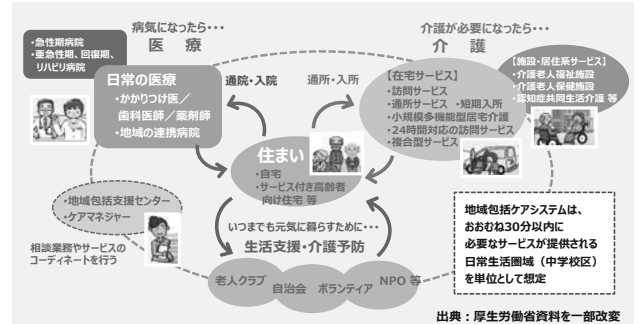 病気になったら･･･
医　療
介護が必要になったら･･･
介　護
・急性期病院
・亜急性期、回復期、
リハビリ病院
日常の医療
・かかりつけ医／
歯科医師／薬剤師
・地域の連携病院
通院・入院
通所・入所
【在宅サービス】
・訪問サービス
・通所サービス ・短期入所
・小規模多機能型居宅介護
・24時間対応の訪問サービス
・複合型サービス
【施設・居住系サービス】
・介護老人福祉施設
・介護老人保健施設
・認知症共同生活介護 等
住まい
・自宅
・サービス付き高齢者
向け住宅 等
・地域包括支援センター
・ケアマネジャー
相談業務やサービスの
コーディネートを行う
いつまでも元気に暮らすために･･･
生活支援・介護予防
老人クラブ
自治会
ボランティア
NPO 等
地域包括ケアシステムは、
おおむね30分以内に
必要なサービスが提供される
日常生活圏域（中学校区）
を単位として想定
出典：厚生労働省資料を一部改変